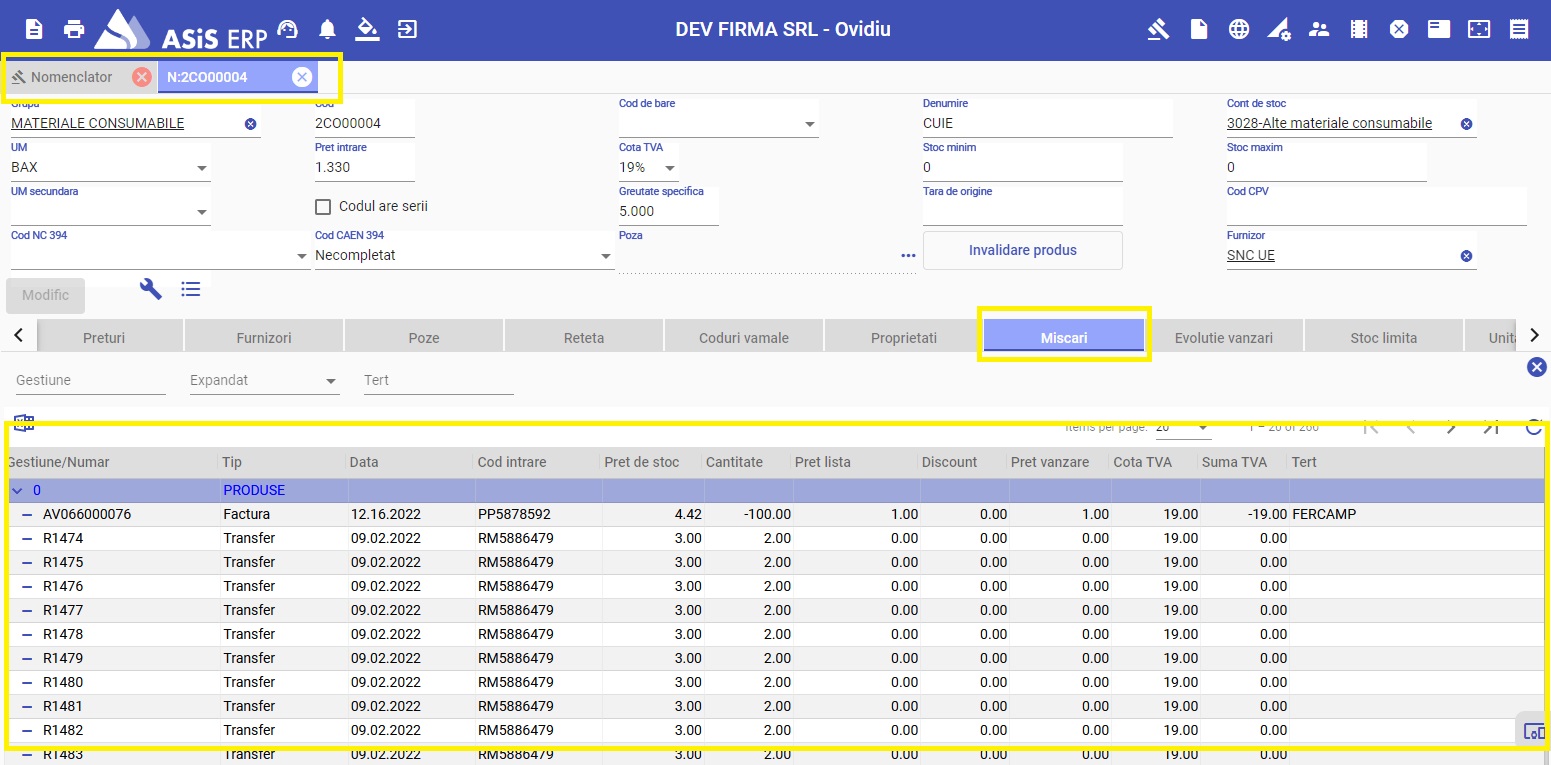 ASiS ERP DEV FIRMA SRL - Ovidiu
Nomenclator N:2CO00004
Grupa Cod Cod de bare Denumire Cont de stoc
MATERIALE CONSUMABILE 2CO00004 CUIE 3028-Alte materiale consumabile
UM Pret intrare Cota TVA Stoc minim Stoc maxim
BAX 1.330 19% 0 0
UM secundara Greutate specifica Tara de origine Cod CPV
Codul are serii 5.000
Cod NC 394 Cod CAEN 394 Poza Furnizor
Necompletat Invalidare produs SNC UE
Modific
Preturi Furnizori Poze Reteta Coduri vamale Proprietati Miscari Evolutie vanzari Stoc limita Unita
Gestiune Expandat Tert
Items per page: 20 1 – 20 of 260
Gestiune/Numar Tip Data Cod intrare Pret de stoc Cantitate Pret lista Discount Pret vanzare Cota TVA Suma TVA Tert
0 PRODUSE
AV066000076 Factura 12.16.2022 PP5878592 4.42 -100.00 1.00 0.00 1.00 19.00 -19.00 FERCAMP
R1474 Transfer 09.02.2022 RM5886479 3.00 2.00 0.00 0.00 0.00 19.00 0.00
R1475 Transfer 09.02.2022 RM5886479 3.00 2.00 0.00 0.00 0.00 19.00 0.00
R1476 Transfer 09.02.2022 RM5886479 3.00 2.00 0.00 0.00 0.00 19.00 0.00
R1477 Transfer 09.02.2022 RM5886479 3.00 2.00 0.00 0.00 0.00 19.00 0.00
R1478 Transfer 09.02.2022 RM5886479 3.00 2.00 0.00 0.00 0.00 19.00 0.00
R1479 Transfer 09.02.2022 RM5886479 3.00 2.00 0.00 0.00 0.00 19.00 0.00
R1480 Transfer 09.02.2022 RM5886479 3.00 2.00 0.00 0.00 0.00 19.00 0.00
R1481 Transfer 09.02.2022 RM5886479 3.00 2.00 0.00 0.00 0.00 19.00 0.00
R1482 Transfer 09.02.2022 RM5886479 3.00 2.00 0.00 0.00 0.00 19.00 0.00
R1483 Transfer 09.02.2022 RM5886479 3.00 2.00 0.00 0.00 0.00 19.00 0.00